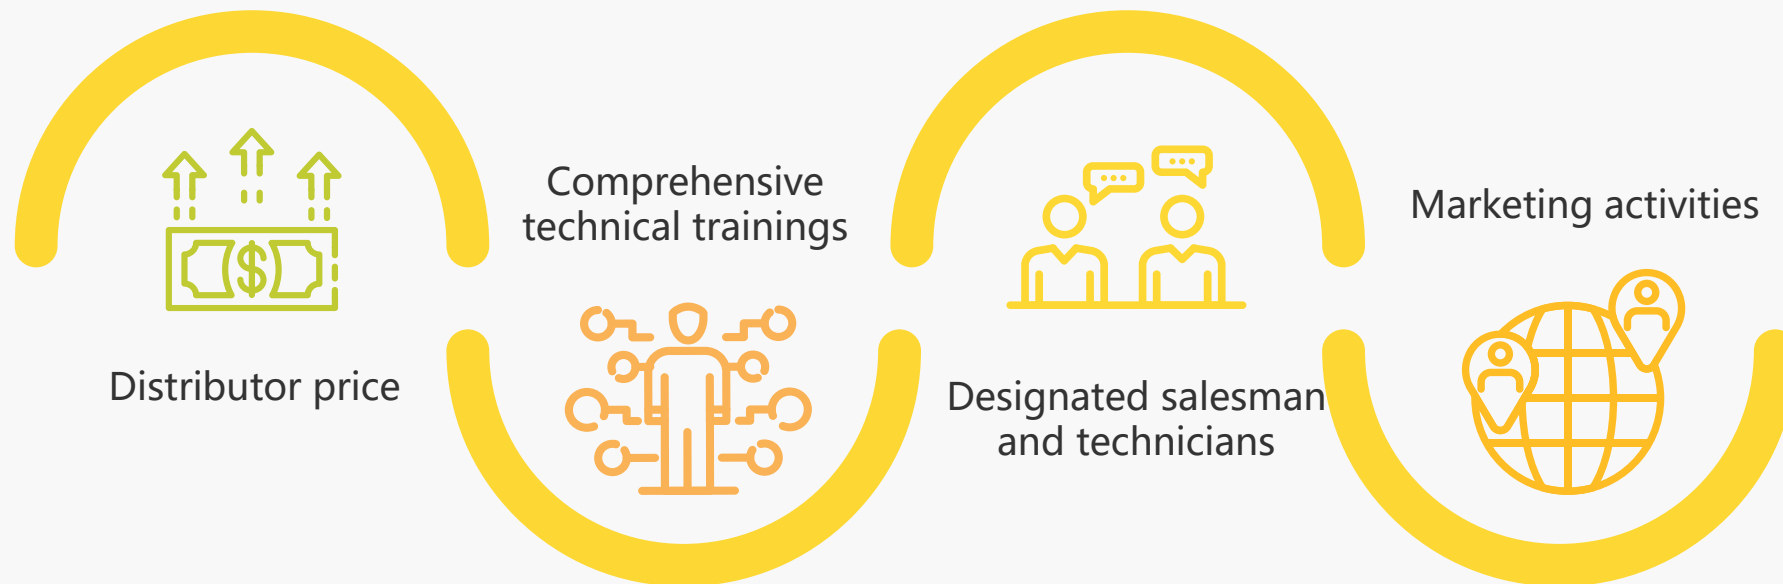 Distributor price
Comprehensive
technical trainings
Designated salesman
and technicians
Marketing activities